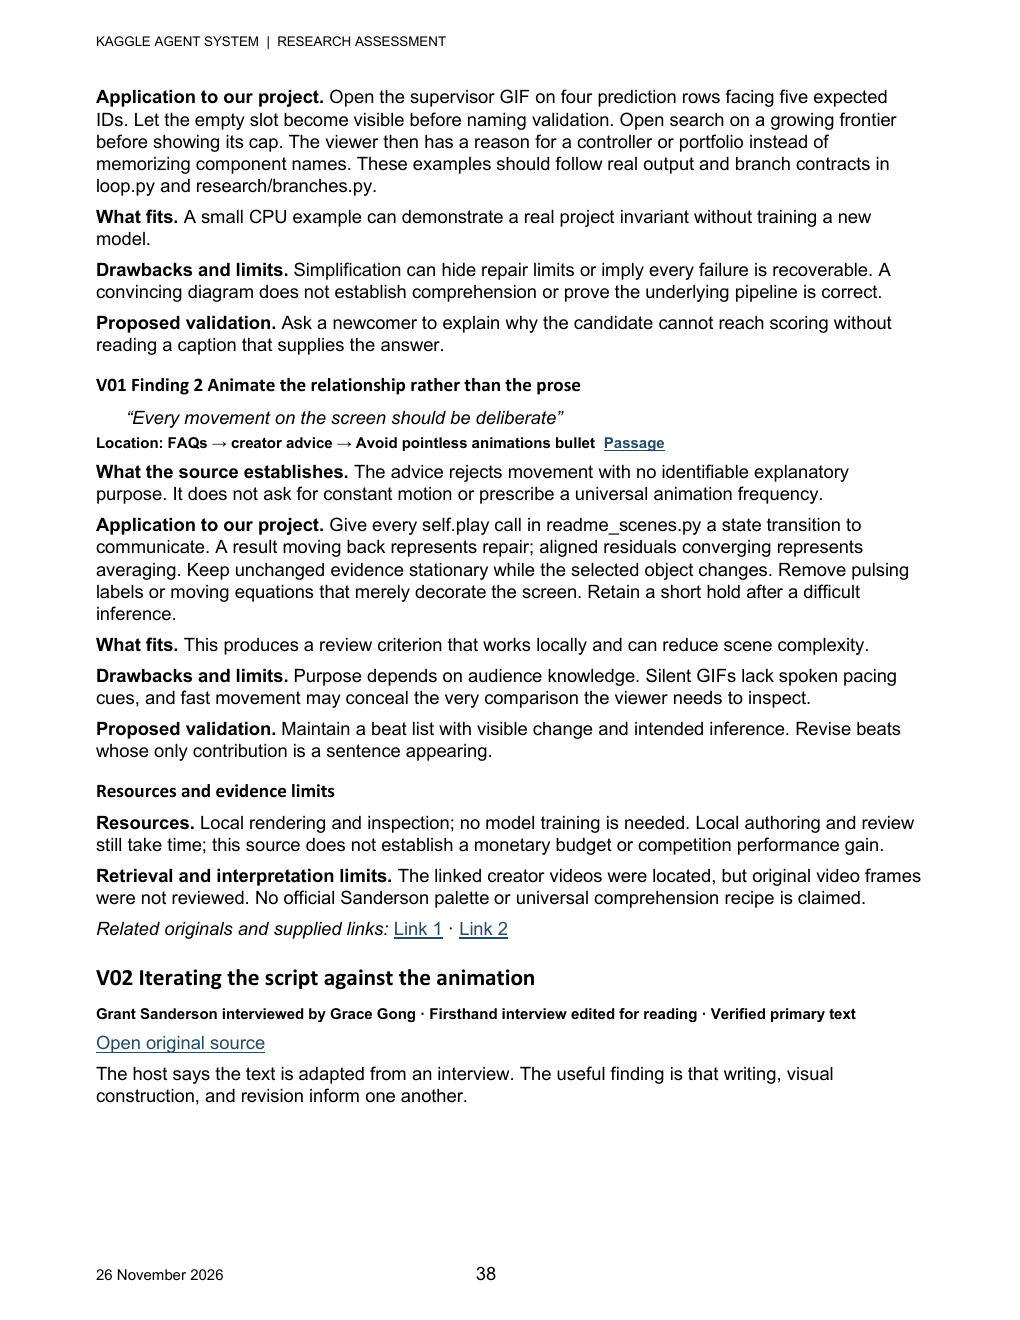 KAGGLE AGENT SYSTEM | RESEARCH ASSESSMENT
Application to our project. Open the supervisor GIF on four prediction rows facing five expected
IDs. Let the empty slot become visible before naming validation. Open search on a growing frontier
before showing its cap. The viewer then has a reason for a controller or portfolio instead of
memorizing component names. These examples should follow real output and branch contracts in
loop.py and research/branches.py.
What fits. A small CPU example can demonstrate a real project invariant without training a new
model.
Drawbacks and limits. Simplification can hide repair limits or imply every failure is recoverable. A
convincing diagram does not establish comprehension or prove the underlying pipeline is correct.
Proposed validation. Ask a newcomer to explain why the candidate cannot reach scoring without
reading a caption that supplies the answer.
V01 Finding 2 Animate the relationship rather than the prose
“Every movement on the screen should be deliberate”
Location: FAQs → creator advice → Avoid pointless animations bullet Passage
What the source establishes. The advice rejects movement with no identifiable explanatory
purpose. It does not ask for constant motion or prescribe a universal animation frequency.
Application to our project. Give every self.play call in readme_scenes.py a state transition to
communicate. A result moving back represents repair; aligned residuals converging represents
averaging. Keep unchanged evidence stationary while the selected object changes. Remove pulsing
labels or moving equations that merely decorate the screen. Retain a short hold after a difficult
inference.
What fits. This produces a review criterion that works locally and can reduce scene complexity.
Drawbacks and limits. Purpose depends on audience knowledge. Silent GIFs lack spoken pacing
cues, and fast movement may conceal the very comparison the viewer needs to inspect.
Proposed validation. Maintain a beat list with visible change and intended inference. Revise beats
whose only contribution is a sentence appearing.
Resources and evidence limits
Resources. Local rendering and inspection; no model training is needed. Local authoring and review
still take time; this source does not establish a monetary budget or competition performance gain.
Retrieval and interpretation limits. The linked creator videos were located, but original video frames
were not reviewed. No official Sanderson palette or universal comprehension recipe is claimed.
Related originals and supplied links: Link 1 · Link 2
V02 Iterating the script against the animation
Grant Sanderson interviewed by Grace Gong · Firsthand interview edited for reading · Verified primary text
Open original source
The host says the text is adapted from an interview. The useful finding is that writing, visual
construction, and revision inform one another.
26 November 2026
38